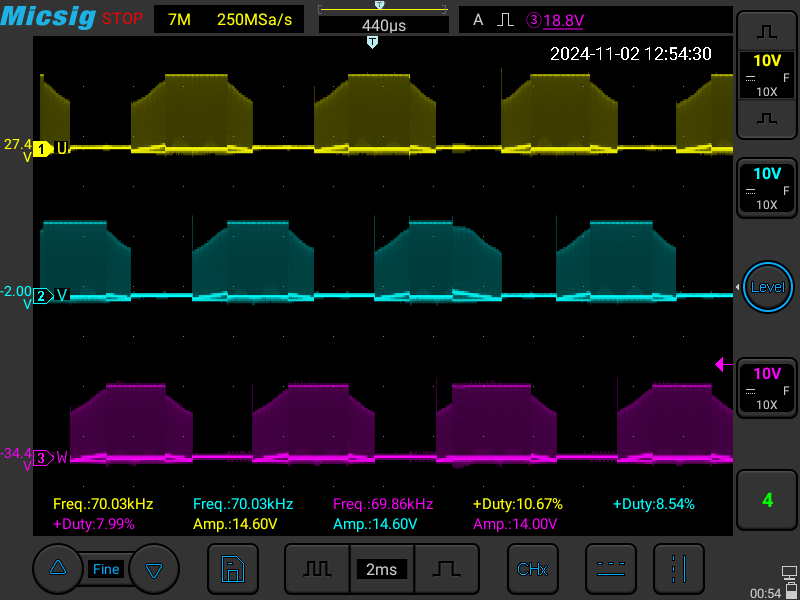 Micsig STOP 7M 250MSa/s 440µs A ③ 18.8V
T
T
2024-11-02 12:54:30
10V
F
10X
27.4 V
1 U
10V
F
10X
-2.00 V
2 V
Level
10V
F
10X
-34.4 V
3 W
4
Freq.:70.03kHz Freq.:70.03kHz Freq.:69.86kHz +Duty:10.67% +Duty:8.54%
+Duty:7.99% Amp.:14.60V Amp.:14.60V Amp.:14.00V
Fine 2ms CHx
00:54